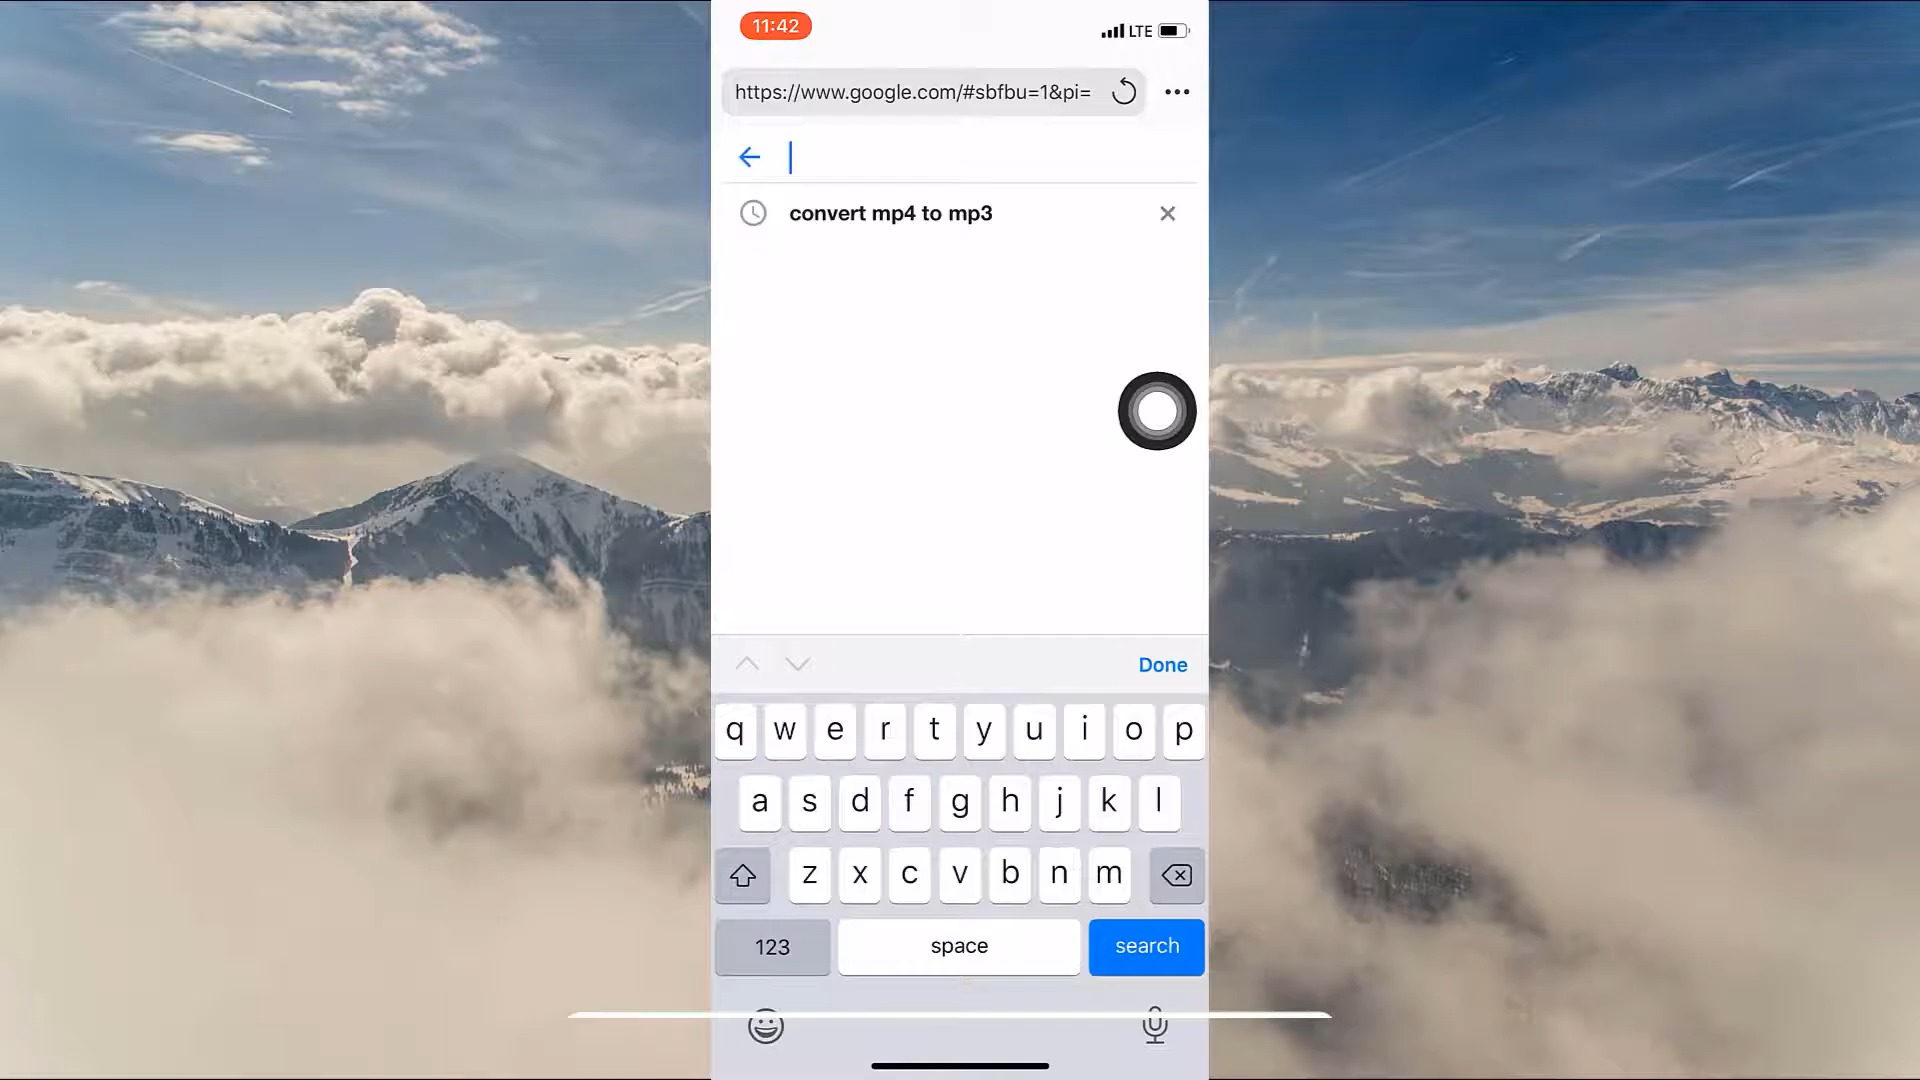 11:42
LTE
https://www.google.com/#sbfbu=1&pi=
convert mp4 to mp3
Done
q w e r t y u i o p
a s d f g h j k l
z x c v b n m
123 space search